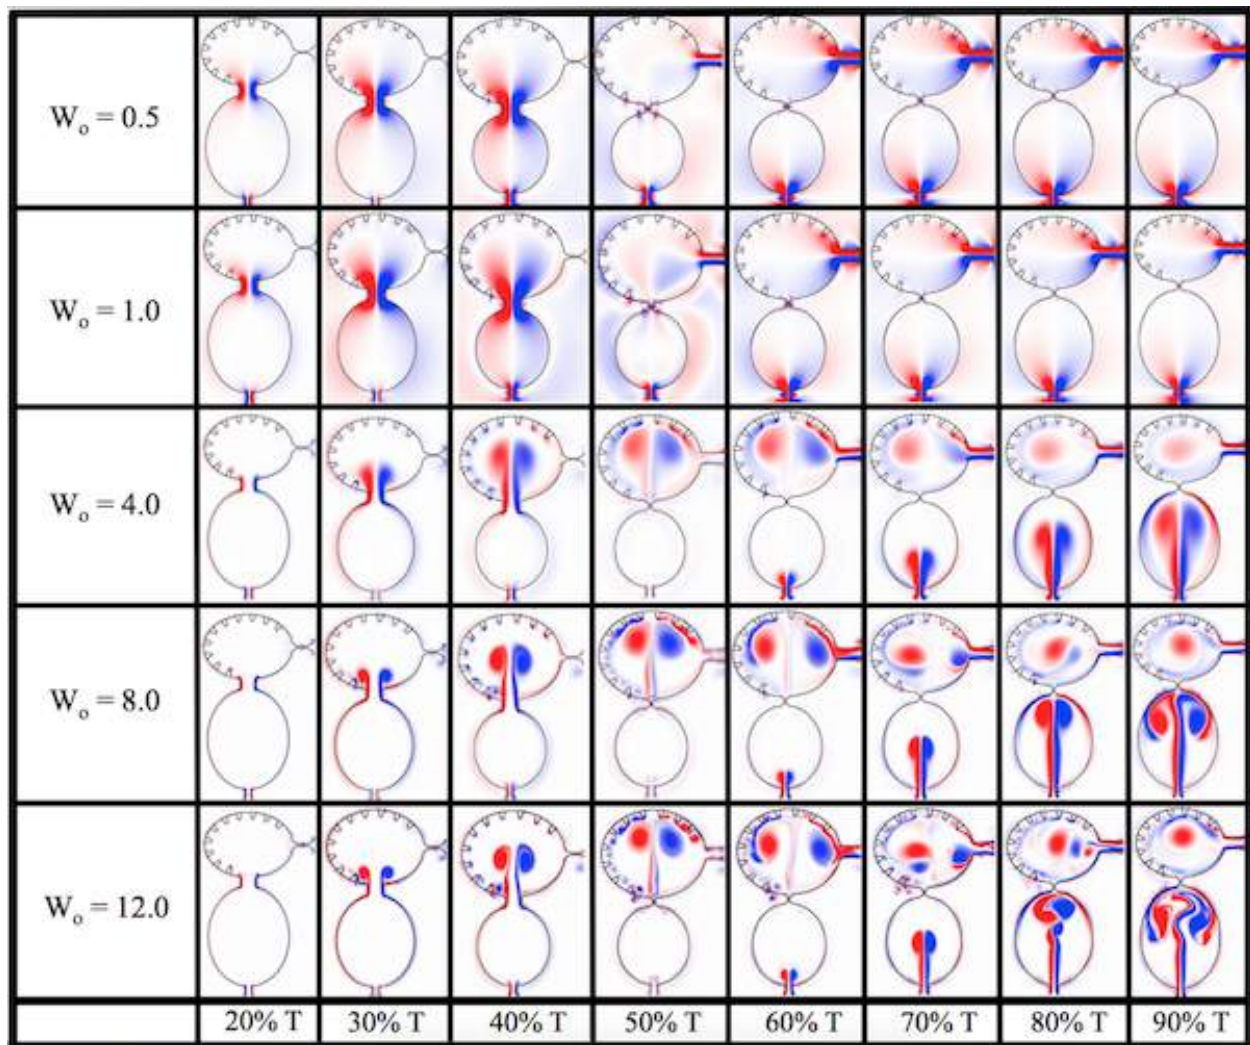 W₀ = 0.5
W₀ = 1.0
W₀ = 4.0
W₀ = 8.0
W₀ = 12.0
20% T 30% T 40% T 50% T 60% T 70% T 80% T 90% T